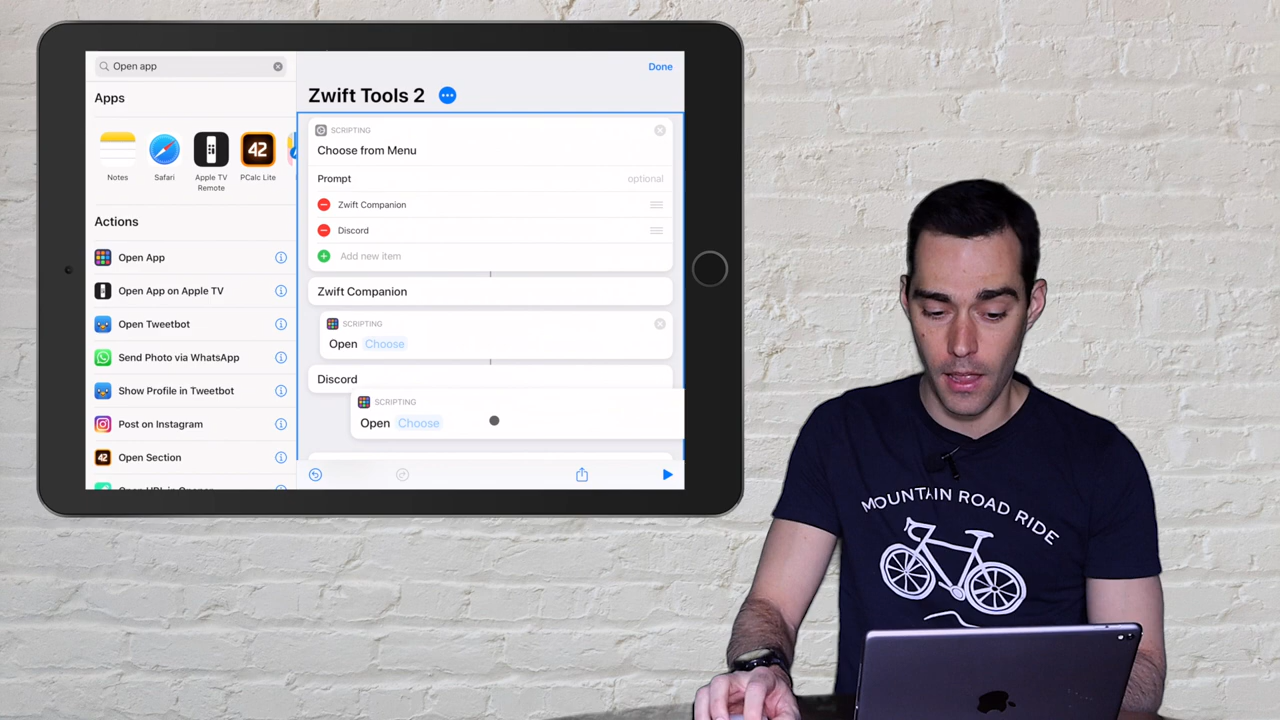 Open app
Apps
Notes
Safari
Apple TV
Remote
42
PCalc Lite
Actions
Open App
Open App on Apple TV
Open Tweetbot
Send Photo via WhatsApp
Show Profile in Tweetbot
Post on Instagram
42
Open Section
Done
Zwift Tools 2
SCRIPTING
Choose from Menu
Prompt
optional
Zwift Companion
Discord
Add new item
Zwift Companion
SCRIPTING
Open Choose
Discord
SCRIPTING
Open Choose
MOUNTAIN ROAD RIDE